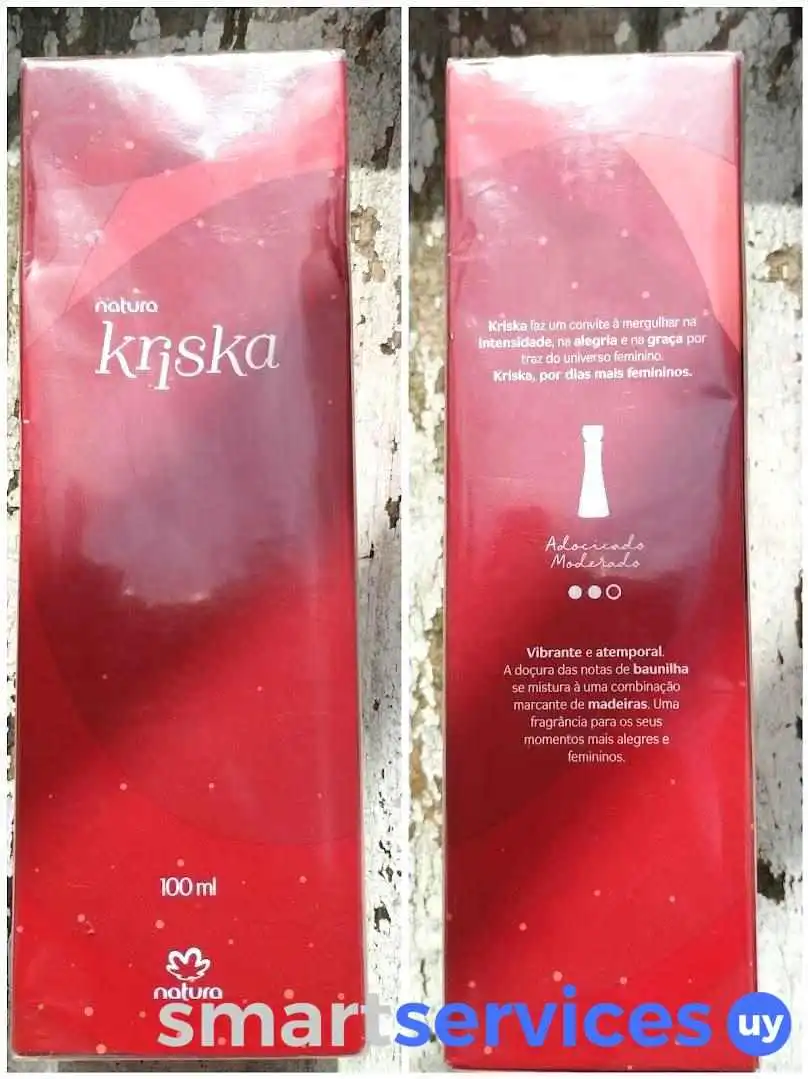 natura
kriska
100 ml
natura
Kriska faz um convite à mergulhar na
intensidade, na alegria e na graça por
traz do universo feminino.
Kriska, por dias mais femininos.
Adocicado
Moderado
Vibrante e atemporal.
A doçura das notas de baunilha
se mistura à uma combinação
marcante de madeiras. Uma
fragrância para os seus
momentos mais alegres e
femininos.
smartservices uy